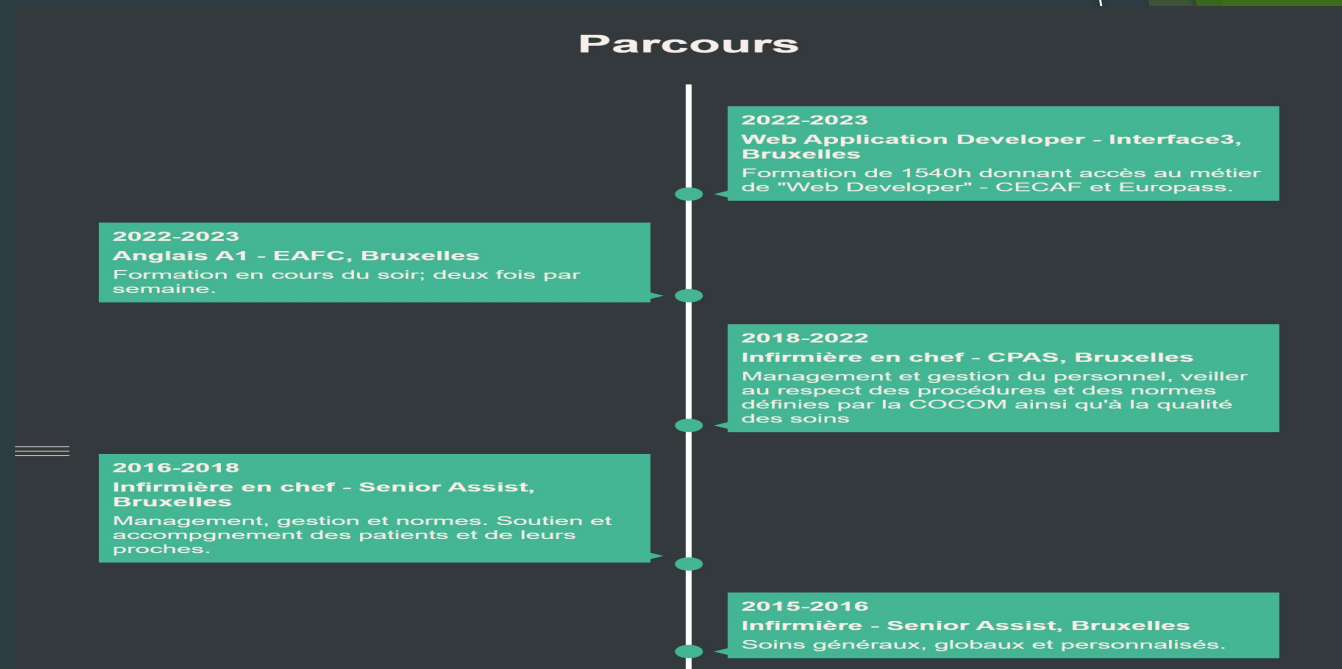 Parcours
2022-2023
Web Application Developer - Interface3,
Bruxelles
Formation de 1540h donnant accès au métier
de "Web Developer" - CECAF et Europass.
2022-2023
Anglais A1 - EAFC, Bruxelles
Formation en cours du soir; deux fois par
semaine.
2018-2022
Infirmière en chef - CPAS, Bruxelles
Management et gestion du personnel, veiller
au respect des procédures et des normes
définies par la COCOM ainsi qu'à la qualité
des soins
2016-2018
Infirmière en chef - Senior Assist,
Bruxelles
Management, gestion et normes. Soutien et
accompgnement des patients et de leurs
proches.
2015-2016
Infirmière - Senior Assist, Bruxelles
Soins généraux, globaux et personnalisés.